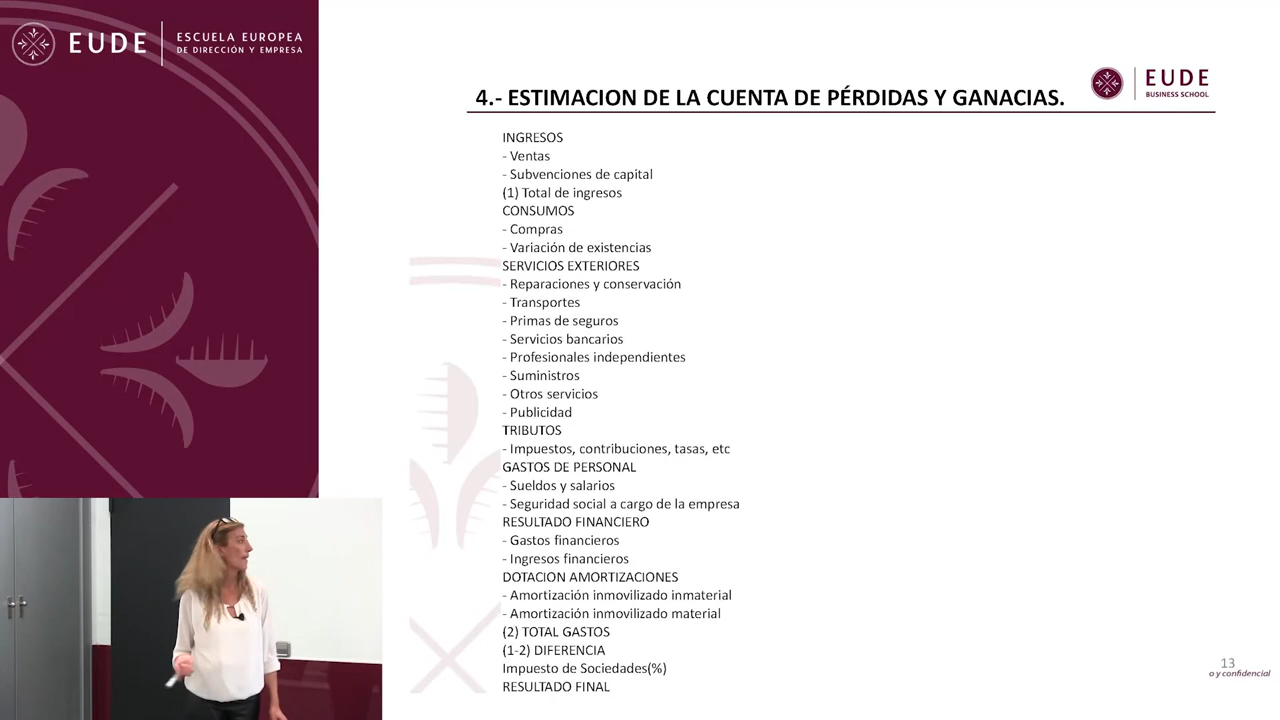 EUDE
ESCUELA EUROPEA
DE DIRECCIÓN Y EMPRESA
EUDE
BUSINESS SCHOOL
4.- ESTIMACION DE LA CUENTA DE PÉRDIDAS Y GANACIAS.
INGRESOS
- Ventas
- Subvenciones de capital
(1) Total de ingresos
CONSUMOS
- Compras
- Variación de existencias
SERVICIOS EXTERIORES
- Reparaciones y conservación
- Transportes
- Primas de seguros
- Servicios bancarios
- Profesionales independientes
- Suministros
- Otros servicios
- Publicidad
TRIBUTOS
- Impuestos, contribuciones, tasas, etc
GASTOS DE PERSONAL
- Sueldos y salarios
- Seguridad social a cargo de la empresa
RESULTADO FINANCIERO
- Gastos financieros
- Ingresos financieros
DOTACION AMORTIZACIONES
- Amortización inmovilizado inmaterial
- Amortización inmovilizado material
(2) TOTAL GASTOS
(1-2) DIFERENCIA
Impuesto de Sociedades(%)
RESULTADO FINAL
13
o y confidencial